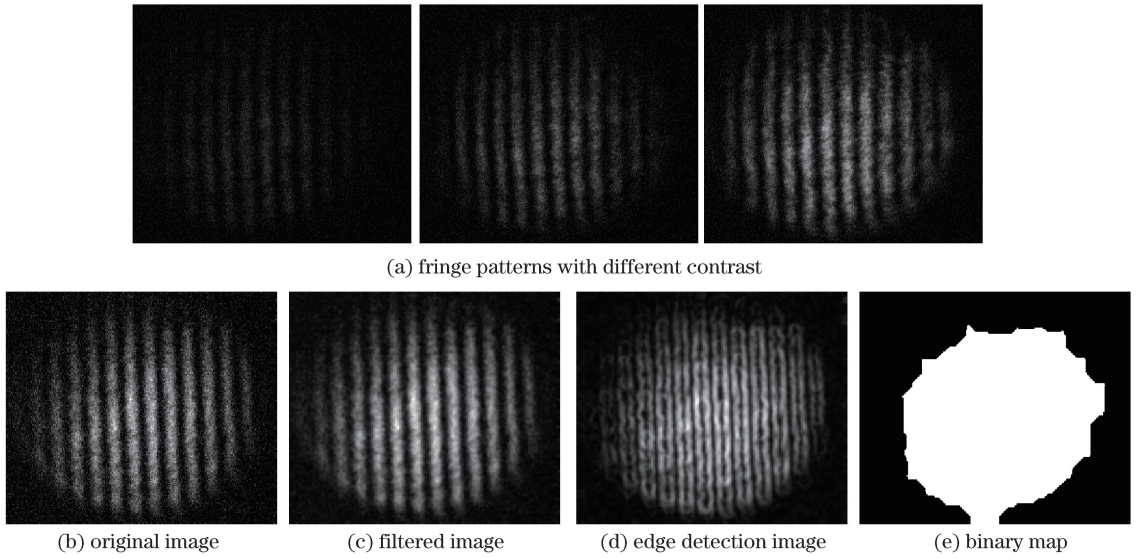 (a) fringe patterns with different contrast
(b) original image
(c) filtered image
(d) edge detection image
(e) binary map